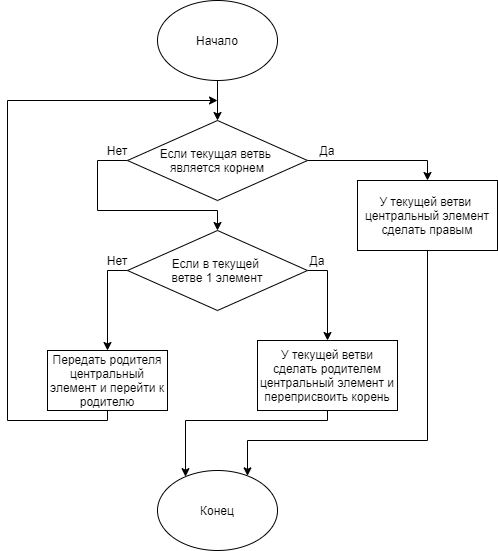 Начало
Если текущая ветвь
является корнем
Нет
Да
У текущей ветви
центральный элемент
сделать правым
Если в текущей
ветве 1 элемент
Нет
Да
Передать родителя
центральный
элемент и перейти к
родителю
У текущей ветви
сделать родителем
центральный элемент и
переприсвоить корень
Конец